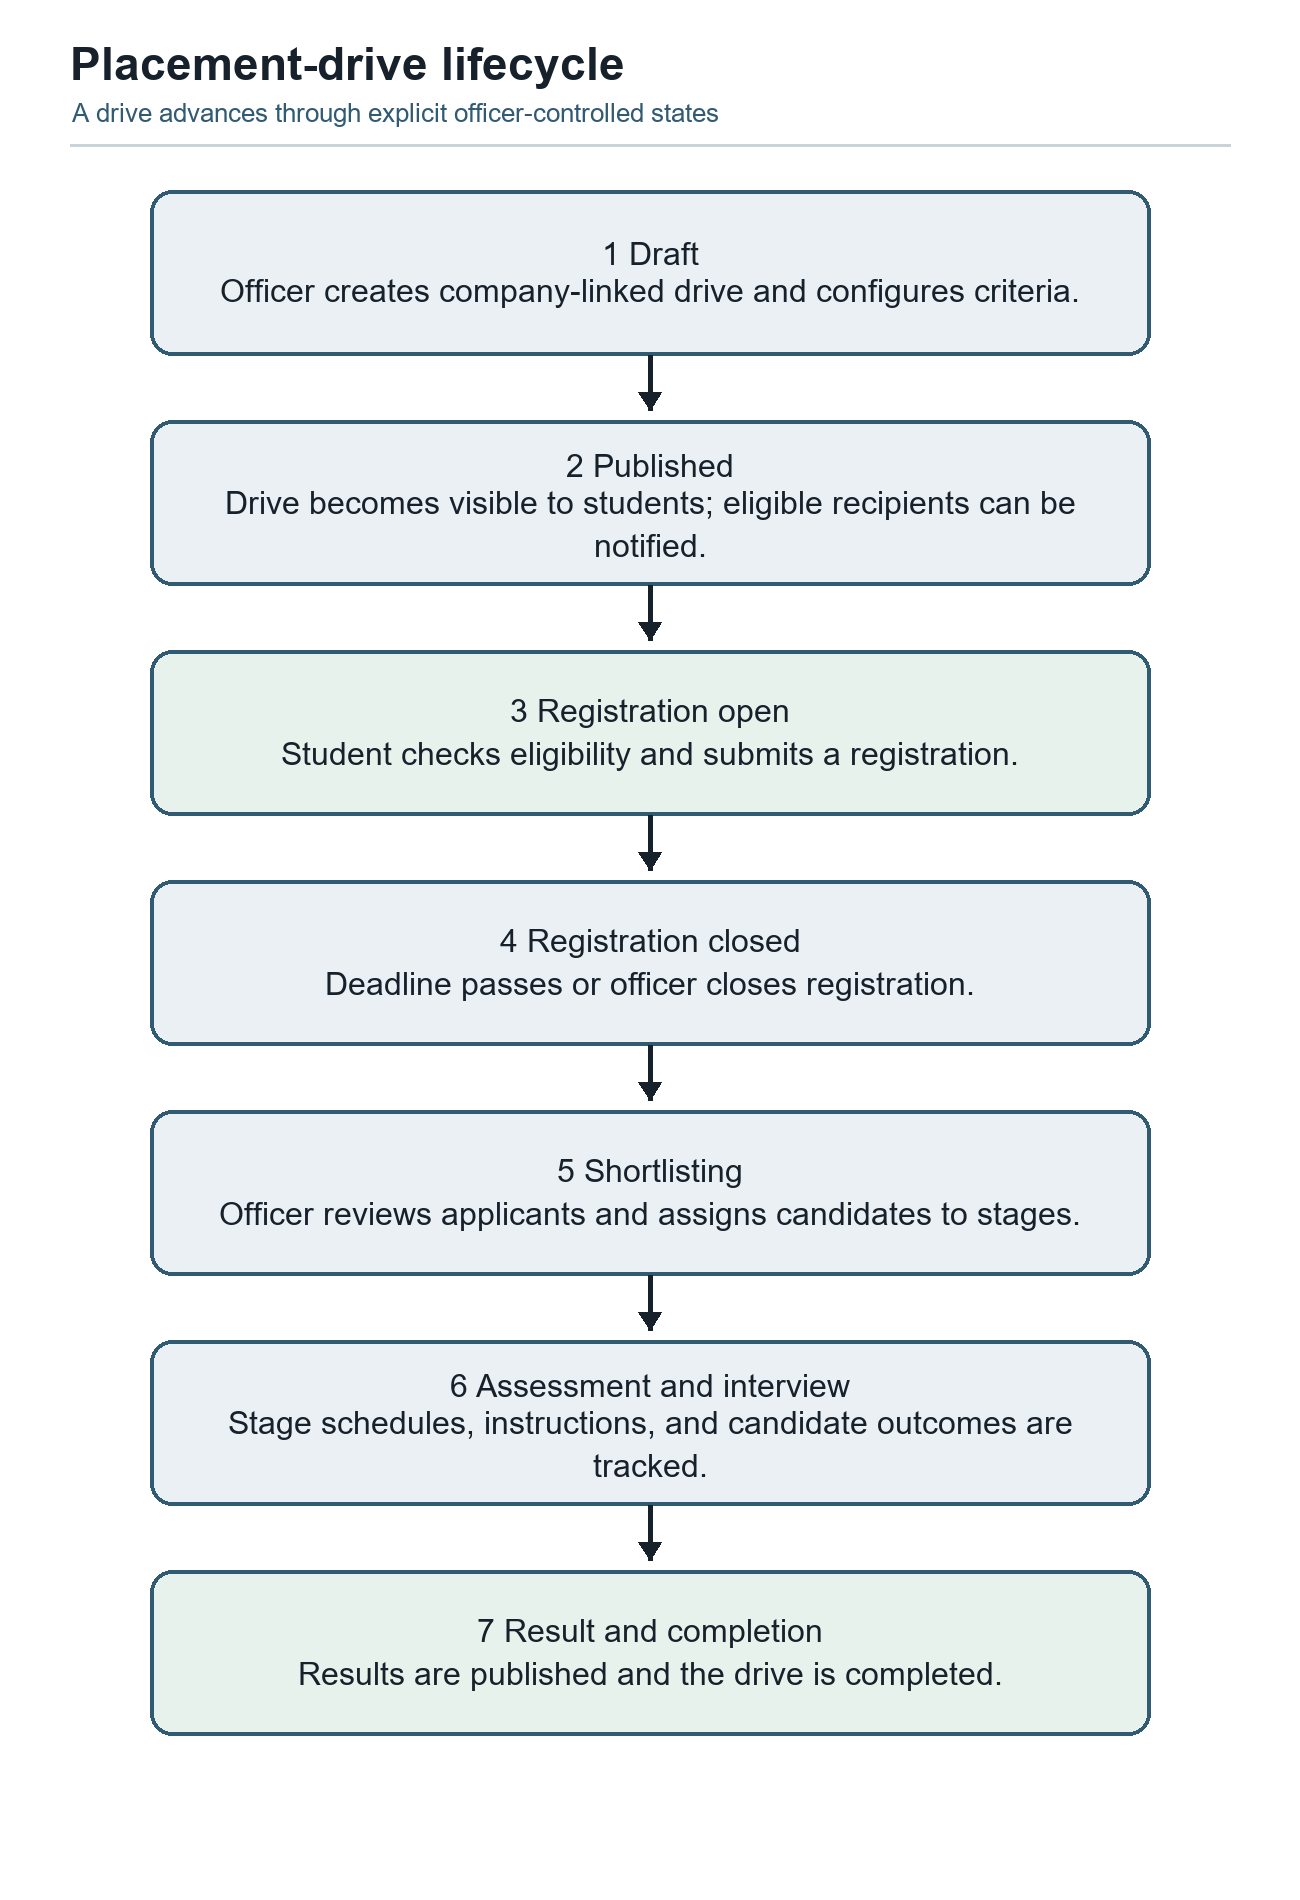 Placement-drive lifecycle
A drive advances through explicit officer-controlled states
1 Draft
Officer creates company-linked drive and configures criteria.
2 Published
Drive becomes visible to students; eligible recipients can be
notified.
3 Registration open
Student checks eligibility and submits a registration.
4 Registration closed
Deadline passes or officer closes registration.
5 Shortlisting
Officer reviews applicants and assigns candidates to stages.
6 Assessment and interview
Stage schedules, instructions, and candidate outcomes are
tracked.
7 Result and completion
Results are published and the drive is completed.